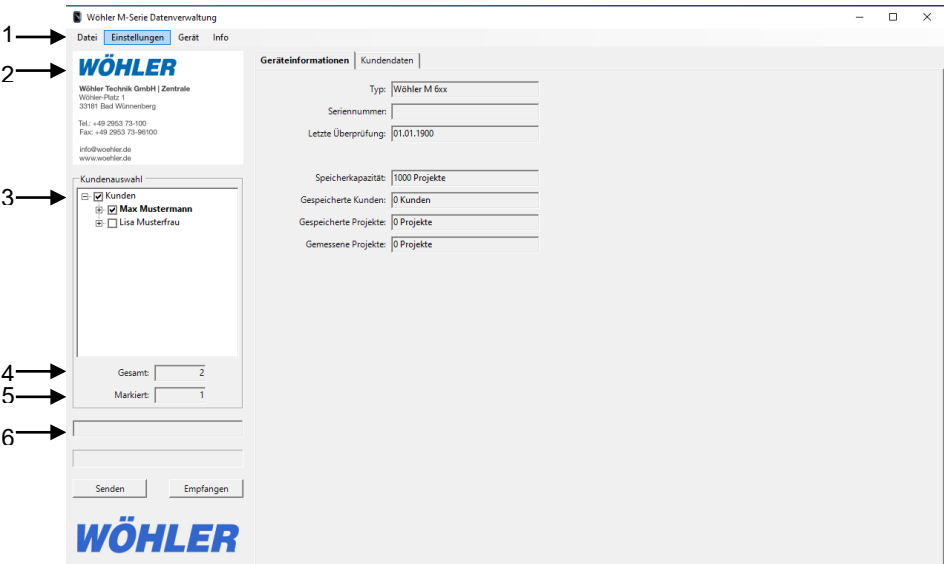 Wöhler M-Serie Datenverwaltung
1
Datei Einstellungen Gerät Info
2
WÖHLER
Wöhler Technik GmbH | Zentrale
Wöhler-Platz 1
33181 Bad Wünnenberg
Tel.: +49 2953 73-100
Fax: +49 2953 73-96100
info@woehler.de
www.woehler.de
Kundenauswahl
3
Kunden
Max Mustermann
Lisa Musterfrau
4
Gesamt: 2
5
Markiert: 1
6
Senden Empfangen
WÖHLER
Geräteinformationen Kundendaten
Typ: Wöhler M 6xx
Seriennummer:
Letzte Überprüfung: 01.01.1900
Speicherkapazität: 1000 Projekte
Gespeicherte Kunden: 0 Kunden
Gespeicherte Projekte: 0 Projekte
Gemessene Projekte: 0 Projekte